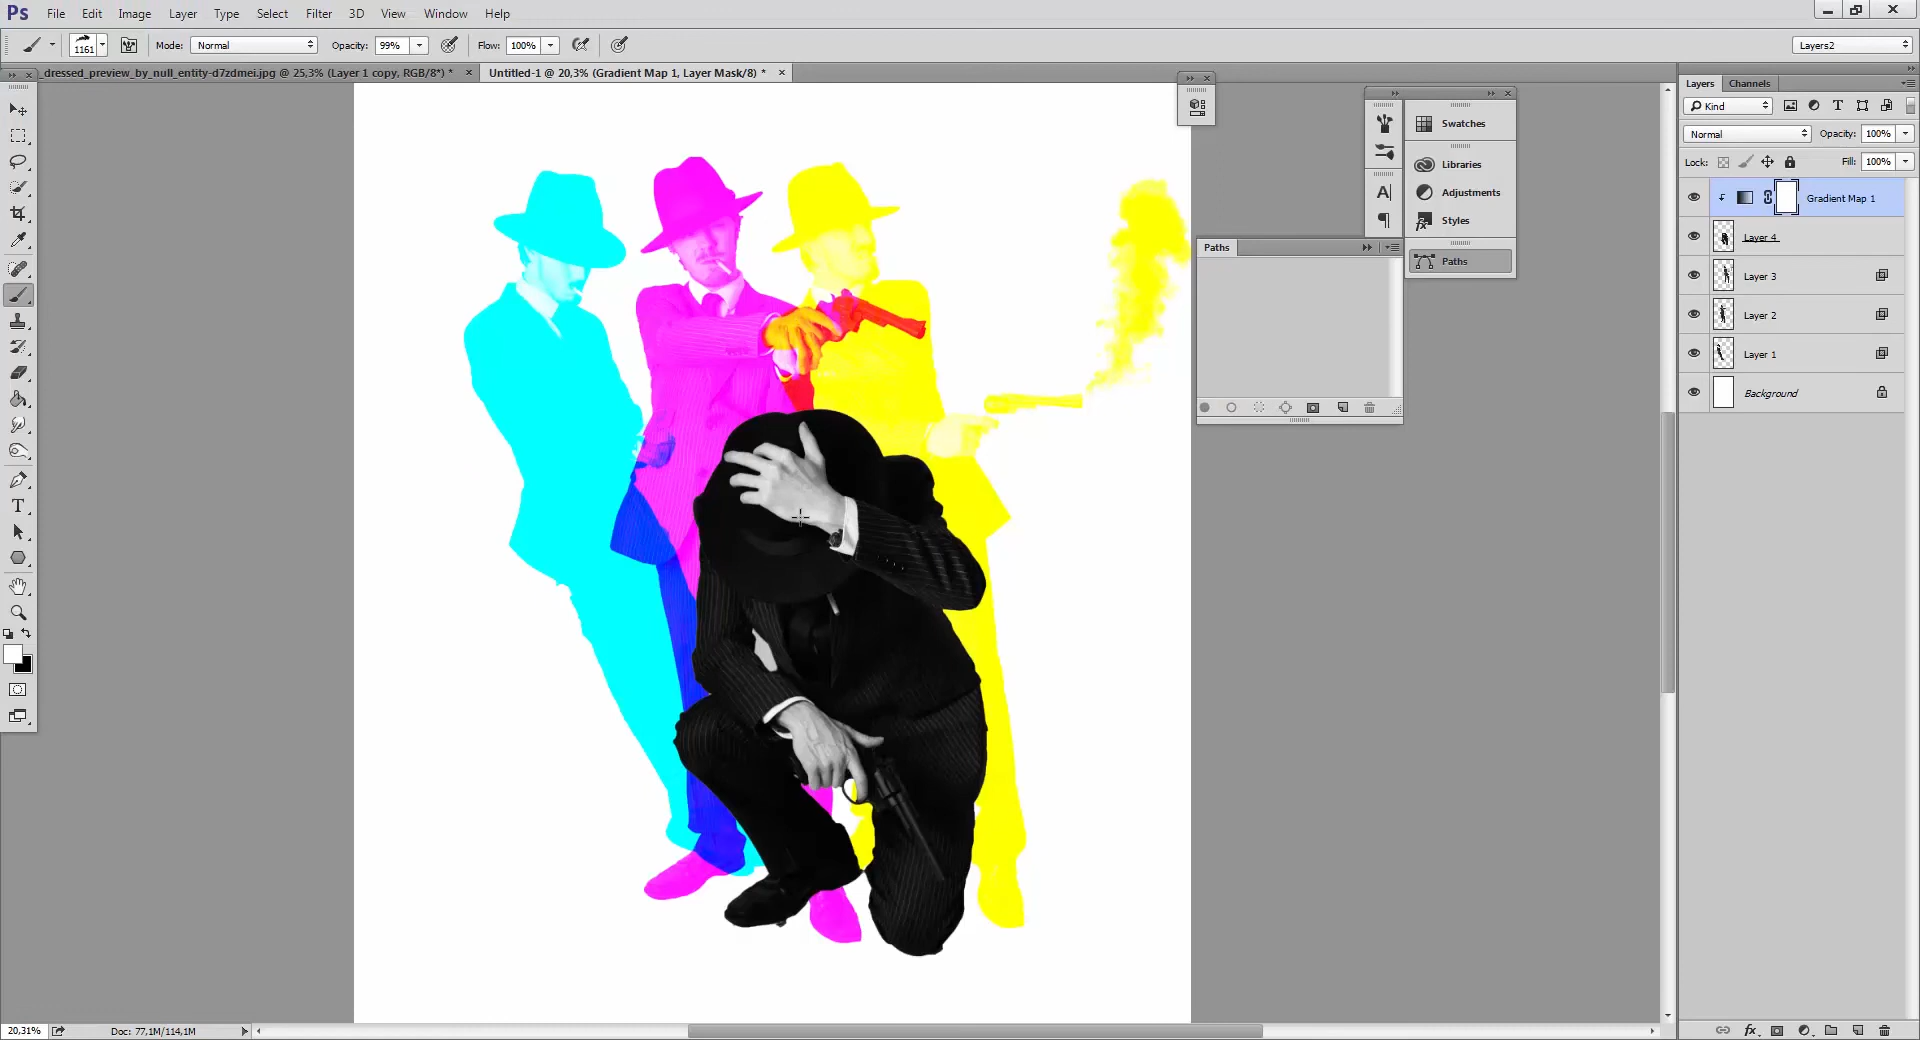 Ps File Edit Image Layer Type Select Filter 3D View Window Help
1161 Mode: Normal Opacity: 99% Flow: 100% Layers2
_dressed_preview_by_null_entity-d7zdmei.jpg @ 25,3% (Layer 1 copy, RGB/8*) * Untitled-1 @ 20,3% (Gradient Map 1, Layer Mask/8) *
Layers Channels
Kind
Normal Opacity: 100%
Lock: Fill: 100%
Gradient Map 1
Layer 4
Layer 3
Layer 2
Layer 1
Background
Swatches
Libraries
Adjustments
Styles
Paths
Paths
20,31% Doc: 77,1M/114,1M